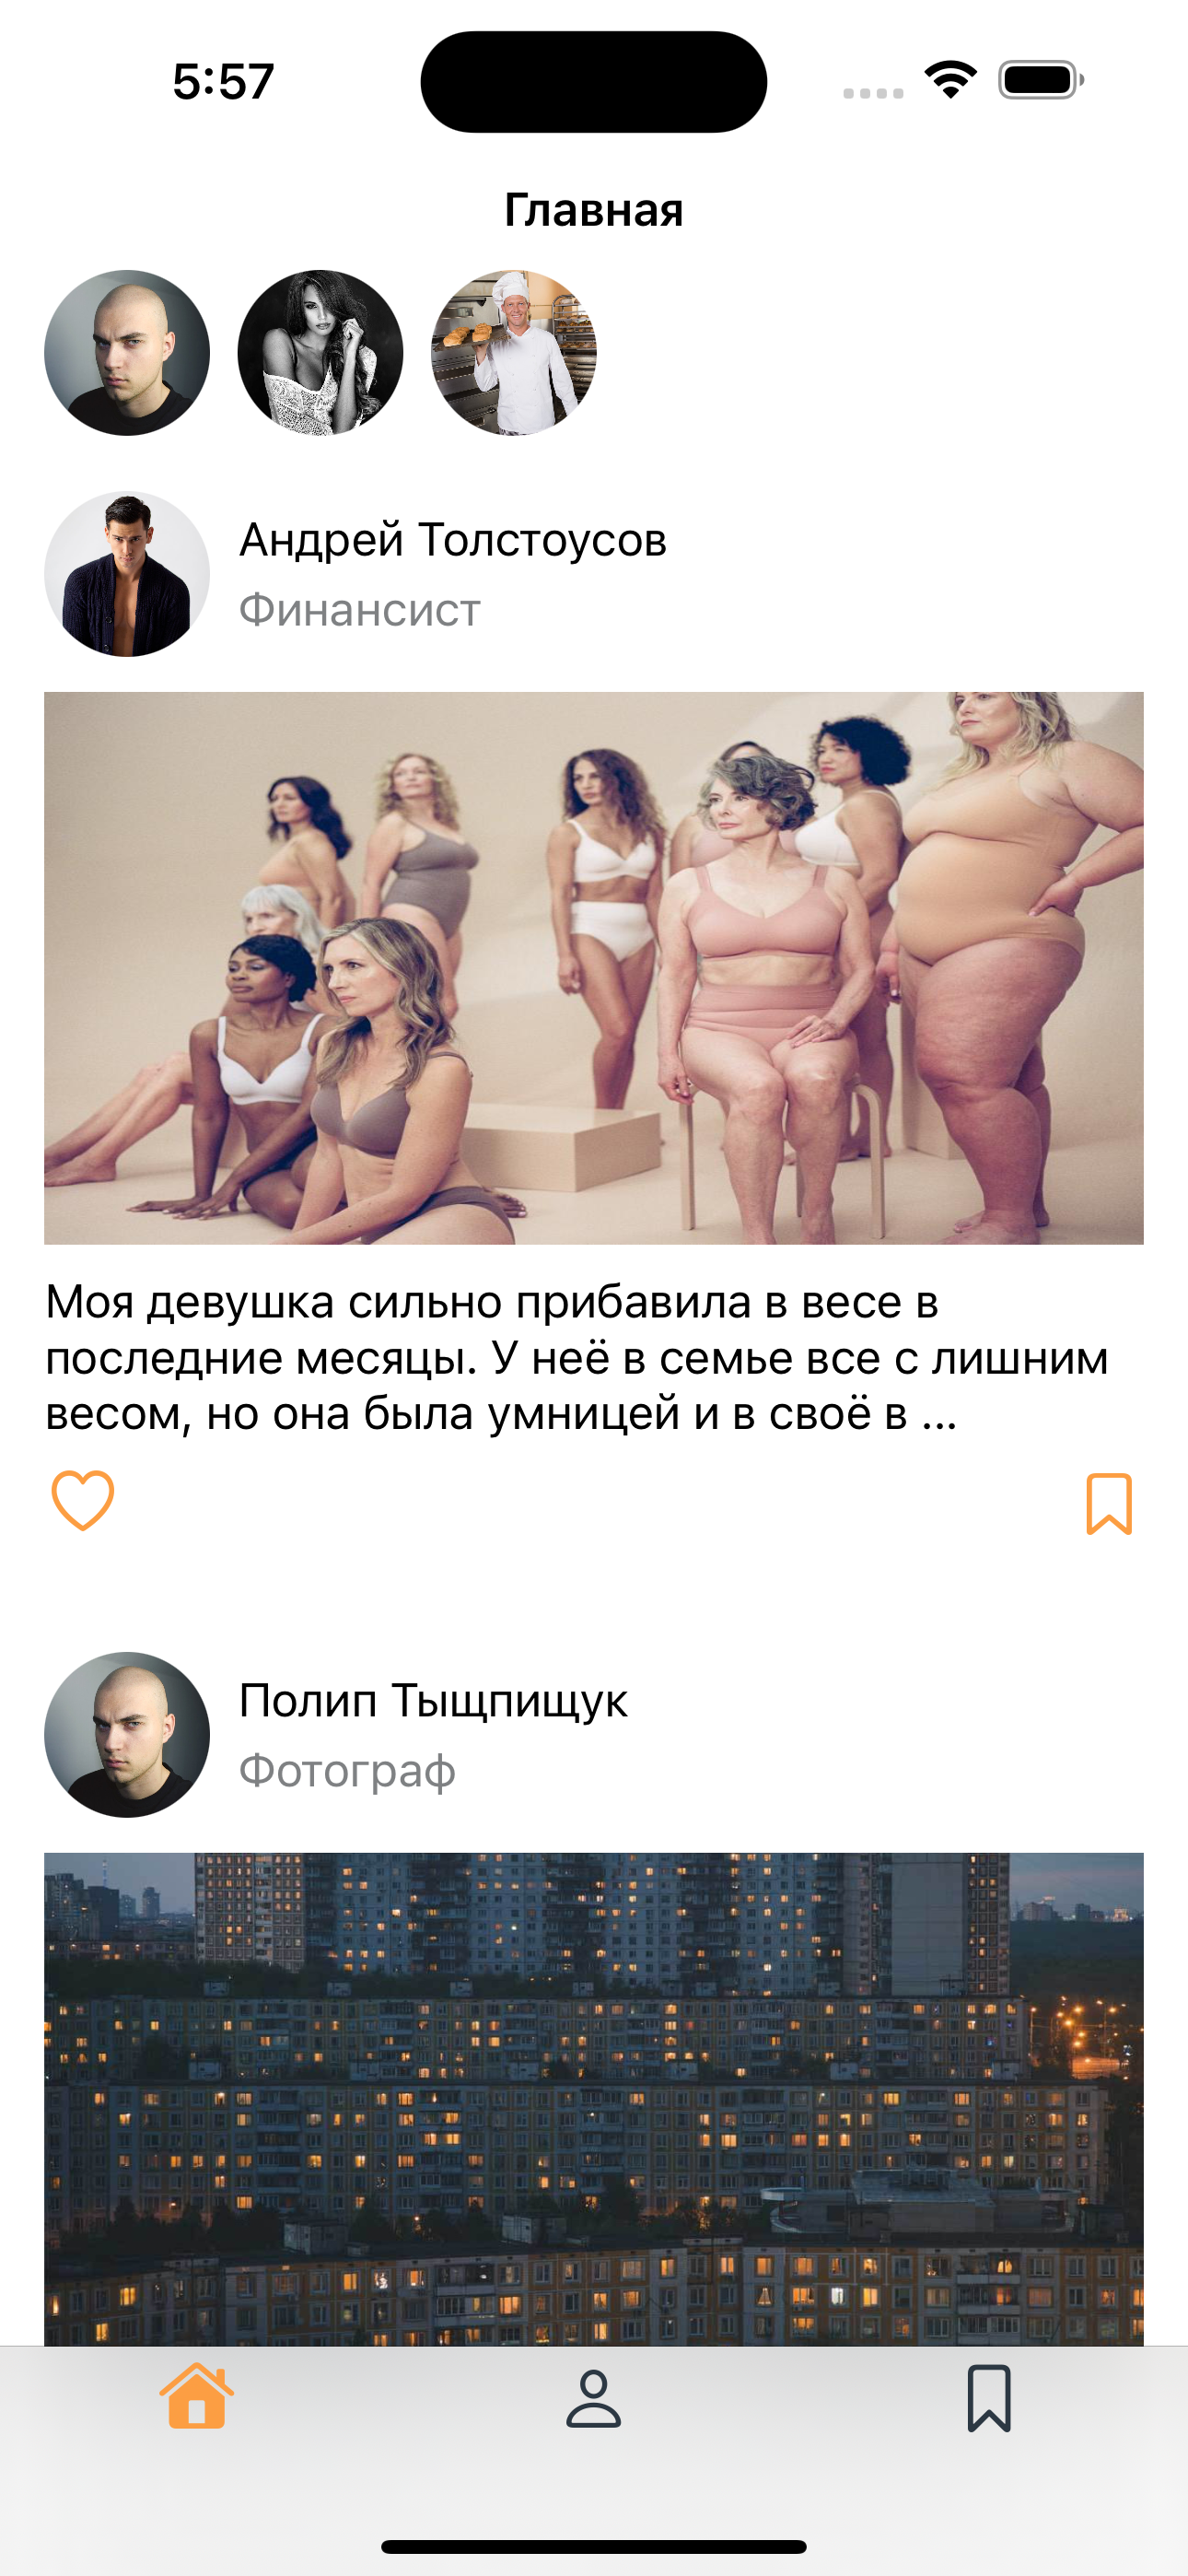 5:57
Главная
Андрей Толстоусов
Финансист
Моя девушка сильно прибавила в весе в
последние месяцы. У неё в семье все с лишним
весом, но она была умницей и в своё в ...
Полип Тыщпищук
Фотограф